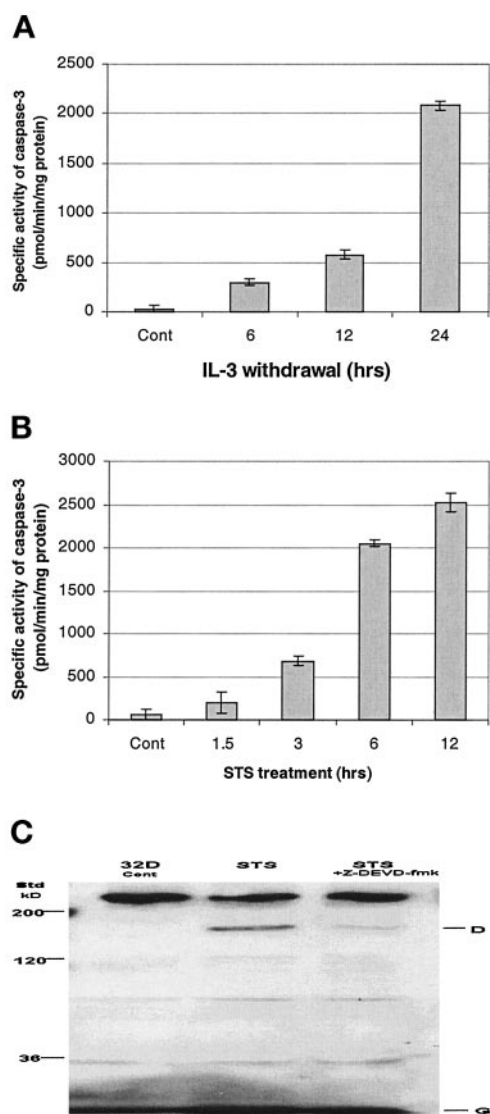 A
Specific activity of caspase-3
(pmol/min/mg protein)
2500
2000
1500
1000
500
0
Cont 6 12 24
IL-3 withdrawal (hrs)
B
Specific activity of caspase-3
(pmol/min/mg protein)
3000
2500
2000
1500
1000
500
0
Cont 1.5 3 6 12
STS treatment (hrs)
C
32D STS STS
Cont +Z-DEVD-fmk
Std
kD
200
D
120
36